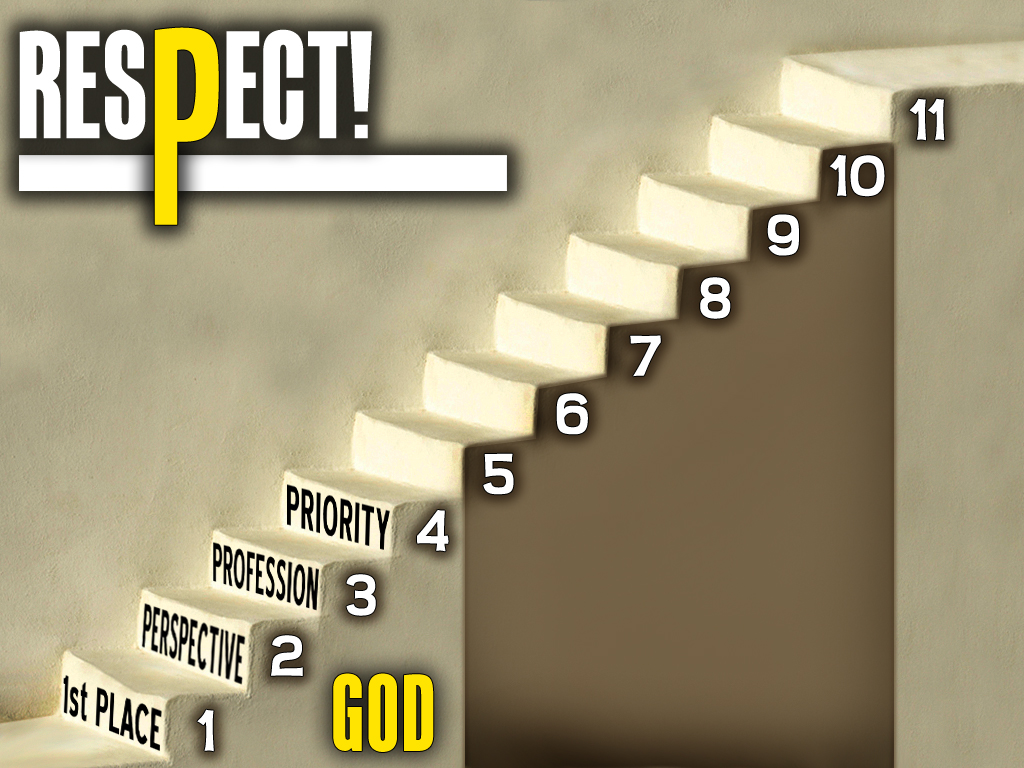 RESPECT!
11
10
9
8
7
6
5
PRIORITY 4
PROFESSION 3
PERSPECTIVE 2
1st PLACE 1
GOD